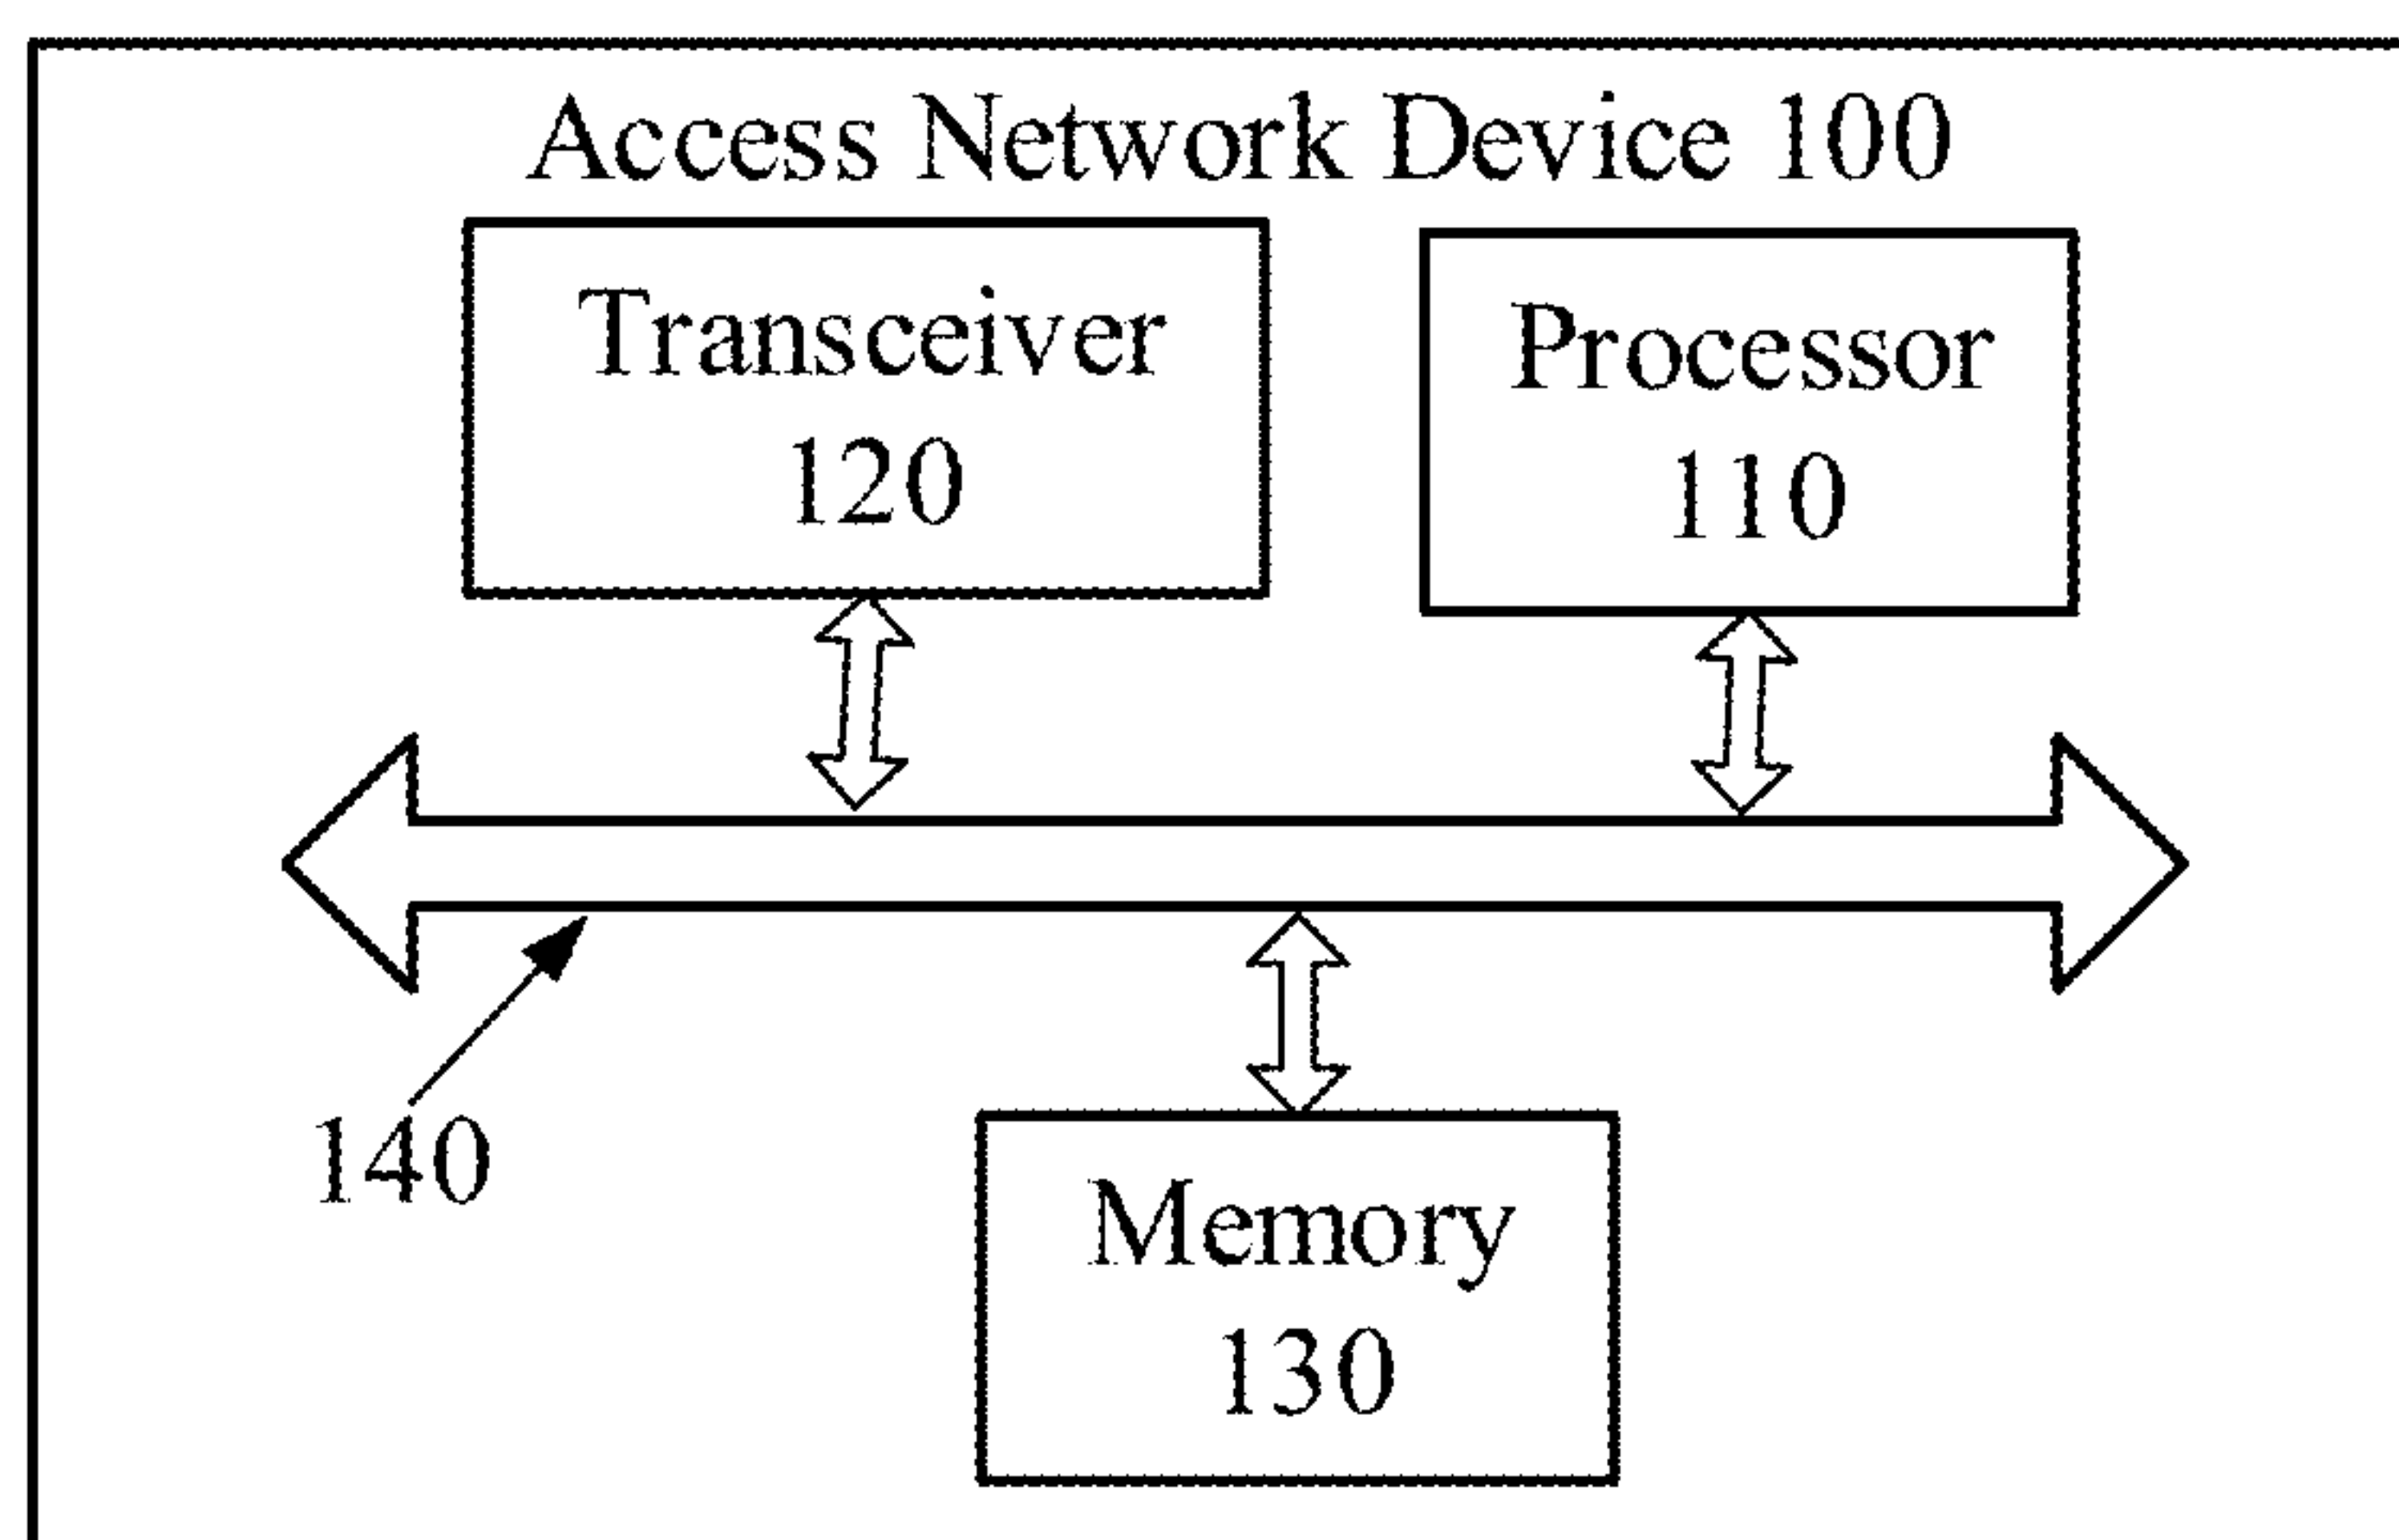 Access Network Device 100
Transceiver
120
Processor
110
140
Memory
130